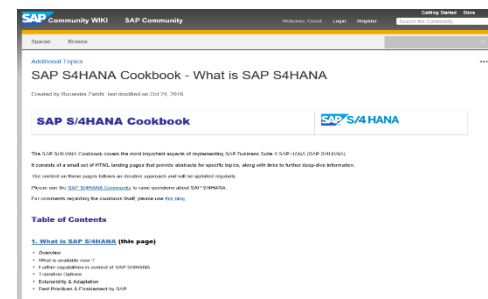 Getting Started Store
SAP Community WIKI SAP Community Welcome, Guest Login Register Search the Community
Spaces Browse
Additional Topics
SAP S4HANA Cookbook - What is SAP S4HANA
Created by , last modified on Oct 24, 2016
SAP S/4HANA Cookbook SAP S/4HANA
The SAP S/4HANA Cookbook covers the most important aspects of implementing SAP Business Suite 4 SAP HANA (SAP S/4HANA).
It consists of a small set of HTML landing pages that provide abstracts for specific topics, along with links to further deep-dive information.
The content on these pages follows an iterative approach and will be updated regularly.
Please use the SAP S/4HANA Community to raise questions about SAP S/4HANA.
For comments regarding the cookbook itself, please use this blog.
Table of Contents
1. What is SAP S/4HANA (this page)
Overview
What is available now ?
Further capabilities in context of SAP S/4HANA
Transition Options
Extensibility & Adaptation
Best Practices & Enablement by SAP